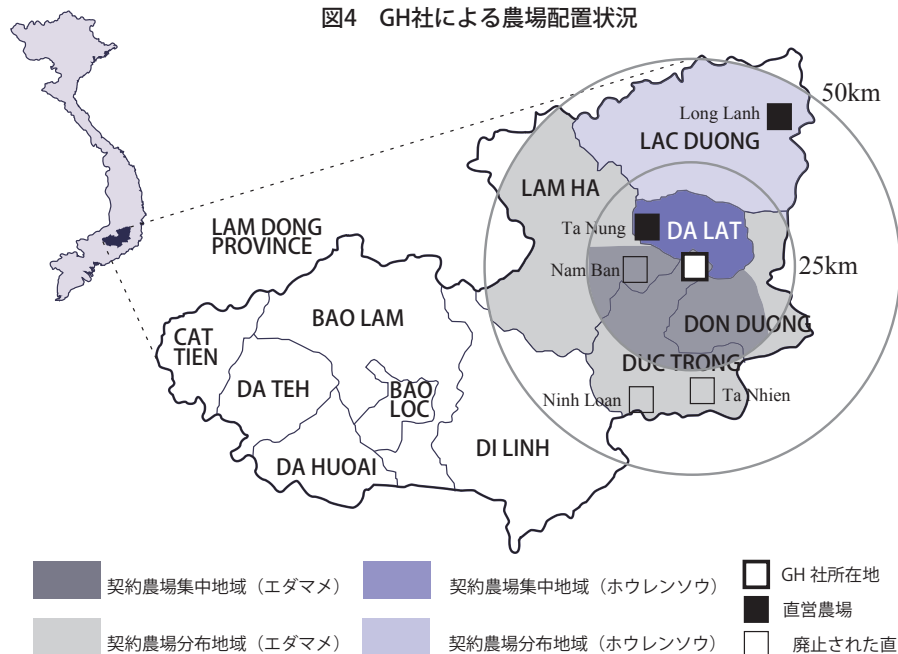 図4 GH社による農場配置状況
50km
Long Lanh
LAC DUONG
LAM HA
Ta Nung
DA LAT
LAM DONG
PROVINCE
Nam Ban
25km
BAO LAM
DON DUONG
CAT
TIEN
DUC TRONG
DA TEH
BAO
LOC
Ninh Loan
Ta Nhien
DI LINH
DA HUOAI
契約農場集中地域（エダマメ）
契約農場集中地域（ホウレンソウ）
GH 社所在地
直営農場
契約農場分布地域（エダマメ）
契約農場分布地域（ホウレンソウ）
廃止された直